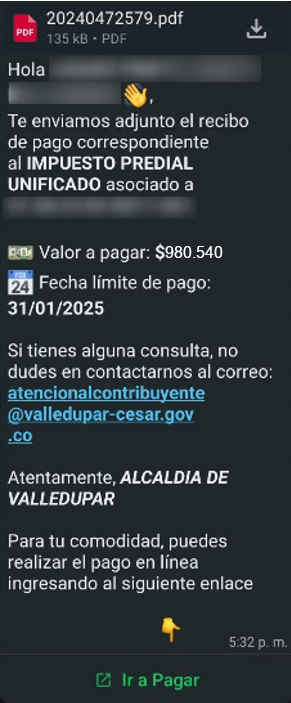 20240472579.pdf
PDF
135 kB • PDF
Hola
👋,
Te enviamos adjunto el recibo
de pago correspondiente
al IMPUESTO PREDIAL
UNIFICADO asociado a
💵 Valor a pagar: $980.540
📆 Fecha límite de pago:
31/01/2025
Si tienes alguna consulta, no
dudes en contactarnos al correo:
atencionalcontribuyente
@valledupar-cesar.gov
.co
Atentamente, ALCALDIA DE
VALLEDUPAR
Para tu comodidad, puedes
realizar el pago en línea
ingresando al siguiente enlace
👇
5:32 p. m.
Ir a Pagar